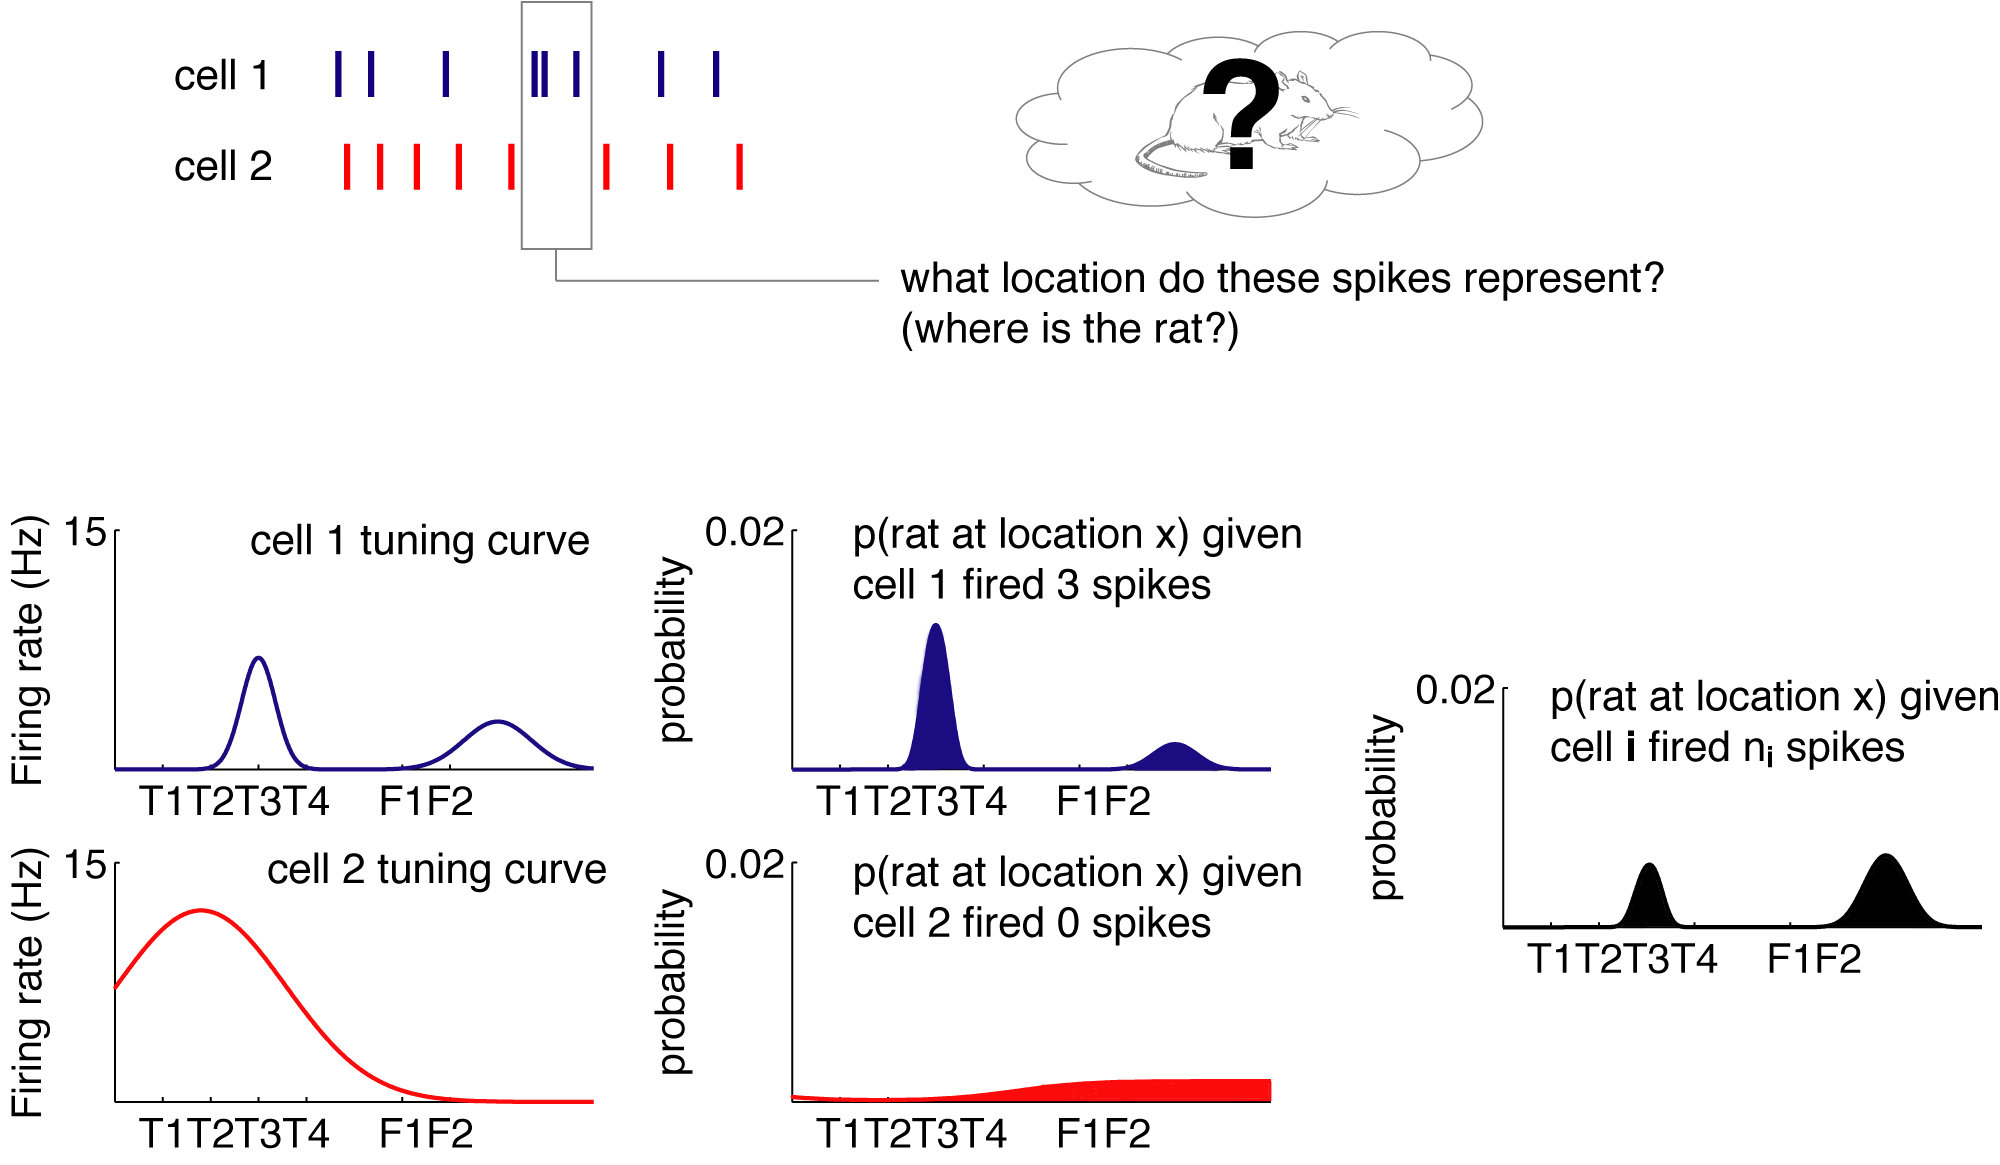 cell 1
cell 2
?
what location do these spikes represent?
(where is the rat?)
Firing rate (Hz)
15
cell 1 tuning curve
T1T2T3T4 F1F2
probability
0.02
p(rat at location x) given
cell 1 fired 3 spikes
T1T2T3T4 F1F2
Firing rate (Hz)
15
cell 2 tuning curve
T1T2T3T4 F1F2
probability
0.02
p(rat at location x) given
cell 2 fired 0 spikes
T1T2T3T4 F1F2
probability
0.02
p(rat at location x) given
cell i fired ni spikes
T1T2T3T4 F1F2